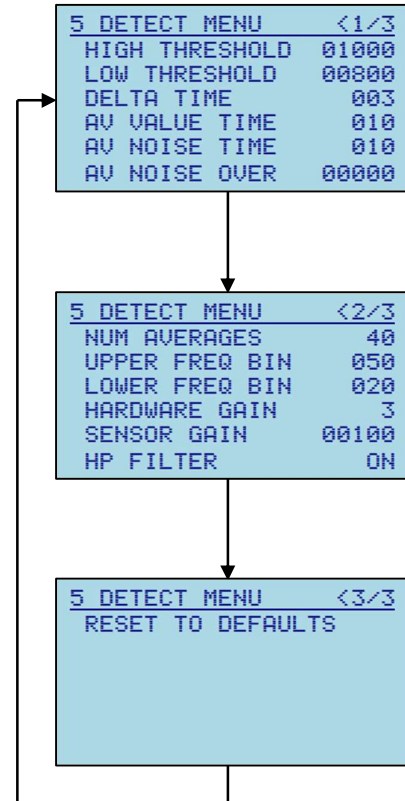 5 DETECT MENU <1/3
HIGH THRESHOLD 01000
LOW THRESHOLD 00800
DELTA TIME 003
AV VALUE TIME 010
AV NOISE TIME 010
AV NOISE OVER 00000
5 DETECT MENU <2/3
NUM AVERAGES 40
UPPER FREQ BIN 050
LOWER FREQ BIN 020
HARDWARE GAIN 3
SENSOR GAIN 00100
HP FILTER ON
5 DETECT MENU <3/3
RESET TO DEFAULTS